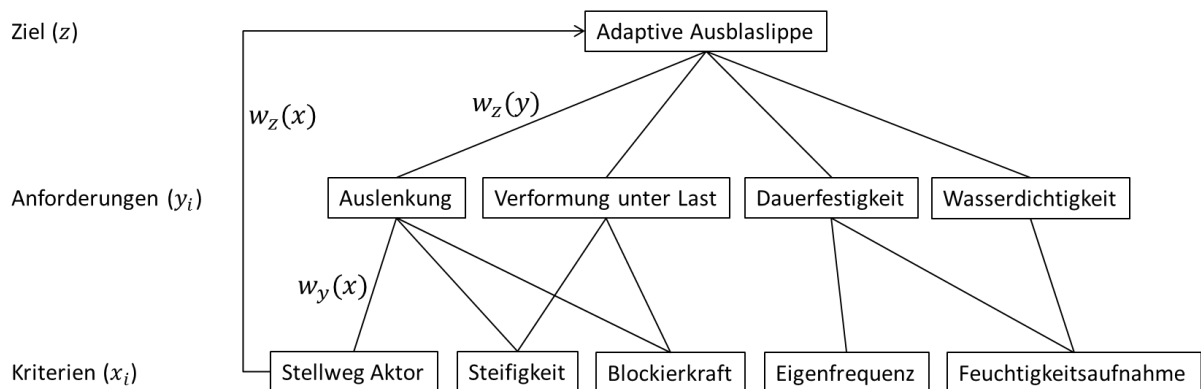 Ziel (z)
Adaptive Ausblaslippe
w_z(x)
w_z(y)
Anforderungen (y_i)
Auslenkung
Verformung unter Last
Dauerfestigkeit
Wasserdichtigkeit
w_y(x)
Kriterien (x_i)
Stellweg Aktor
Steifigkeit
Blockierkraft
Eigenfrequenz
Feuchtigkeitsaufnahme